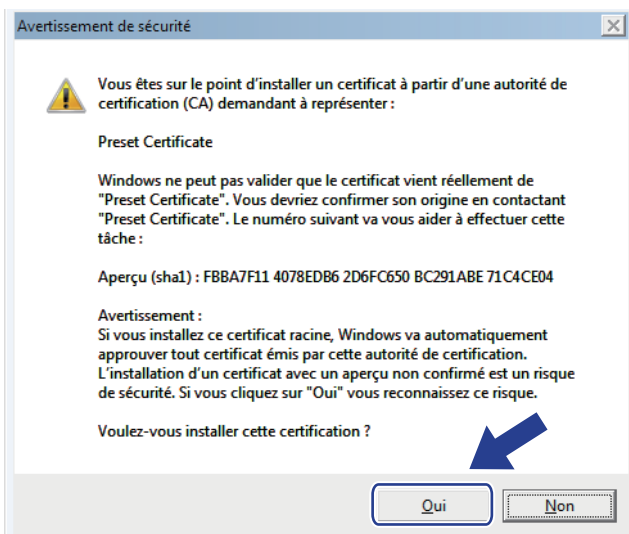 Avertissement de sécurité
Vous êtes sur le point d'installer un certificat à partir d'une autorité de
certification (CA) demandant à représenter :
Preset Certificate
Windows ne peut pas valider que le certificat vient réellement de
"Preset Certificate". Vous devriez confirmer son origine en contactant
"Preset Certificate". Le numéro suivant va vous aider à effectuer cette
tâche :
Aperçu (sha1) : FBBA7F11 4078EDB6 2D6FC650 BC291ABE 71C4CE04
Avertissement :
Si vous installez ce certificat racine, Windows va automatiquement
approuver tout certificat émis par cette autorité de certification.
L'installation d'un certificat avec un aperçu non confirmé est un risque
de sécurité. Si vous cliquez sur "Oui" vous reconnaissez ce risque.
Voulez-vous installer cette certification ?
Oui
Non